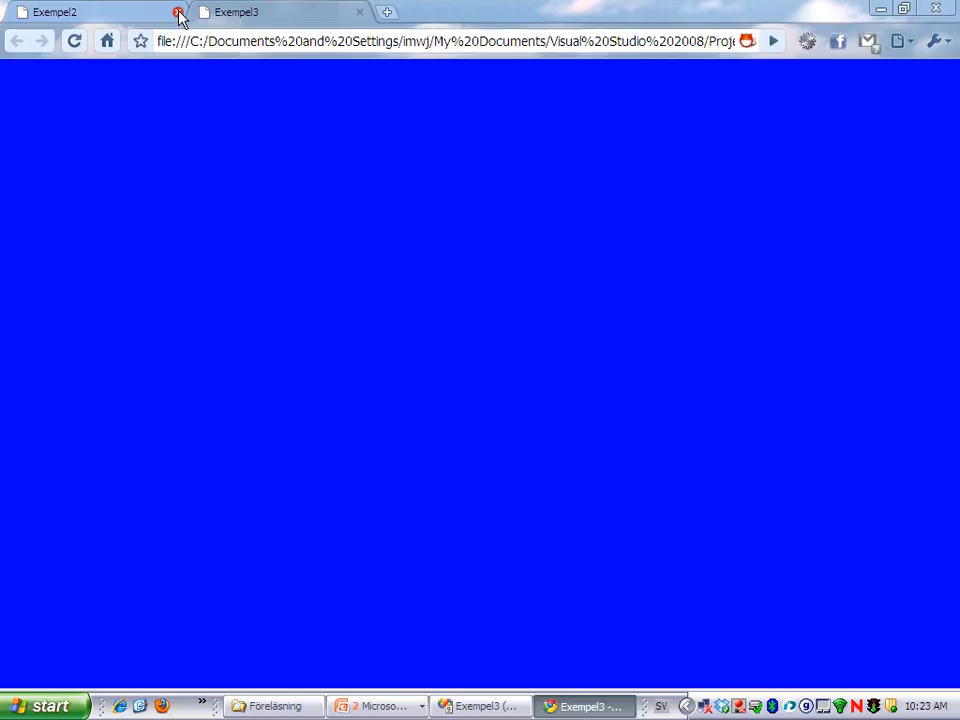 Exempel2
Exempel3
file:///C:/Documents%20and%20Settings/imwj/My%20Documents/Visual%20Studio%202008/Proje
start
»
Föreläsning
2 Microso...
Exempel3 (...
Exempel3 -...
SV
10:23 AM